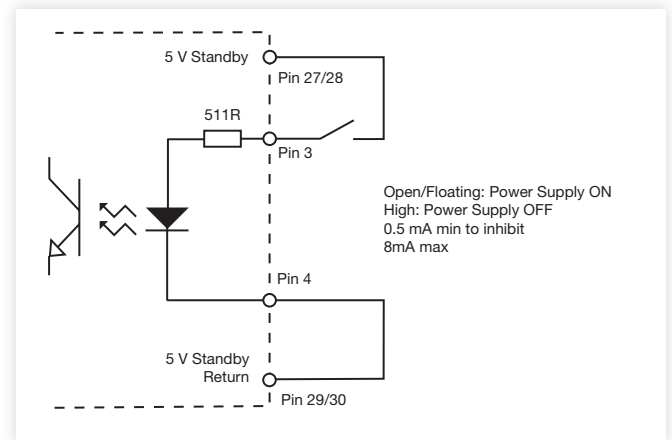 5 V Standby
Pin 27/28
511R
Pin 3
Open/Floating: Power Supply ON
High: Power Supply OFF
0.5 mA min to inhibit
8mA max
Pin 4
5 V Standby
Return
Pin 29/30